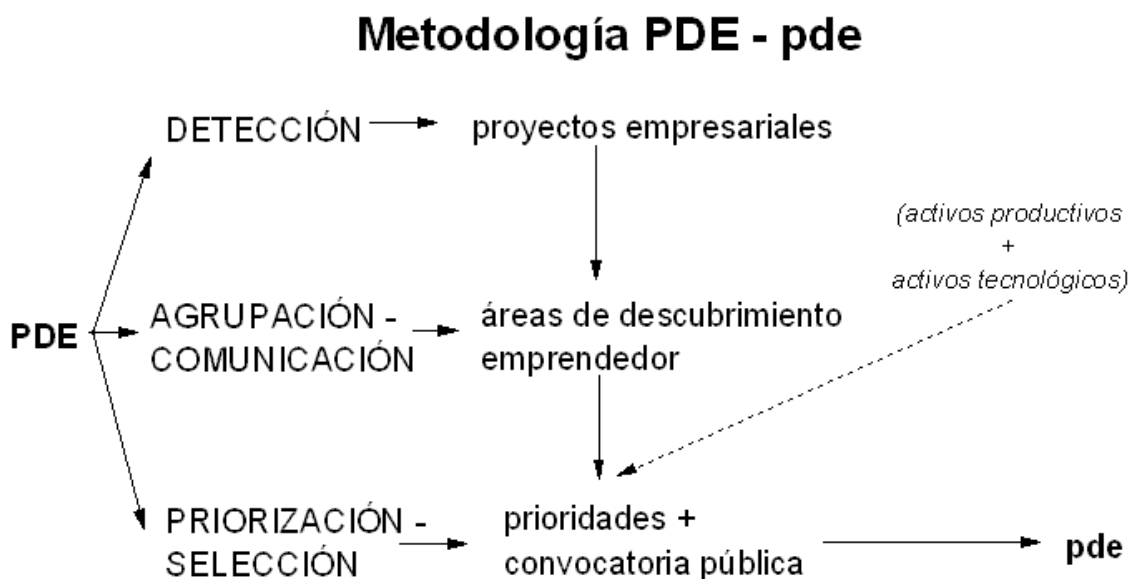 Metodología PDE - pde
DETECCIÓN
proyectos empresariales
(activos productivos
+
activos tecnológicos)
PDE
AGRUPACIÓN -
COMUNICACIÓN
áreas de descubrimiento
emprendedor
PRIORIZACIÓN -
SELECCIÓN
prioridades +
convocatoria pública
pde